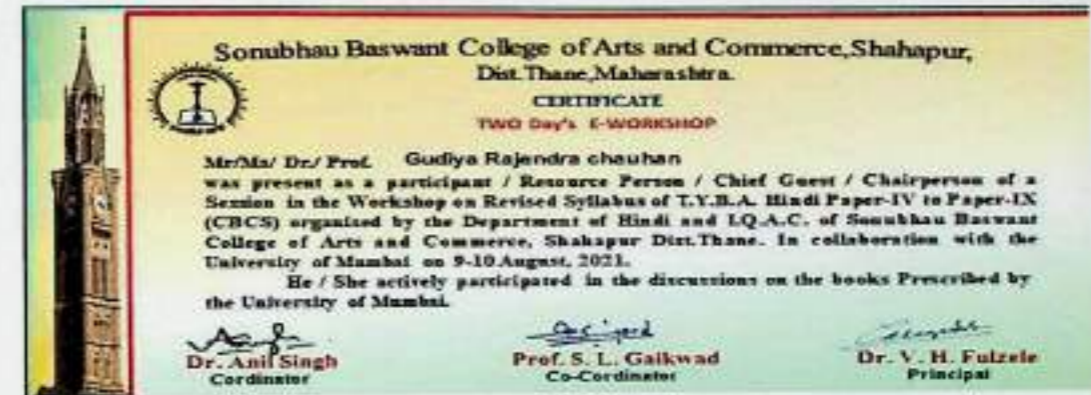 Sonubhau Baswant College of Arts and Commerce,Shahapur,
Dist.Thane,Maharashtra.
CERTIFICATE
TWO Day's E-WORKSHOP
Mr/Ms/ Dr./ Prof. Gudiya Rajendra chauhan
was present as a participant / Resource Person / Chief Guest / Chairperson of a
Session in the Workshop on Revised Syllabus of T.Y.B.A. Hindi Paper-IV to Paper-IX
(CBCS) organized by the Department of Hindi and I.Q.A.C. of Sonubhau Baswant
College of Arts and Commerce, Shahapur Dist.Thane. In collaboration with the
University of Mumbai on 9-10 August, 2021.
He / She actively participated in the discussions on the books Prescribed by
the University of Mumbai.
Dr. Anil Singh
Cordinator
Prof. S. L. Gaikwad
Co-Cordinator
Dr. V. H. Fulzele
Principal